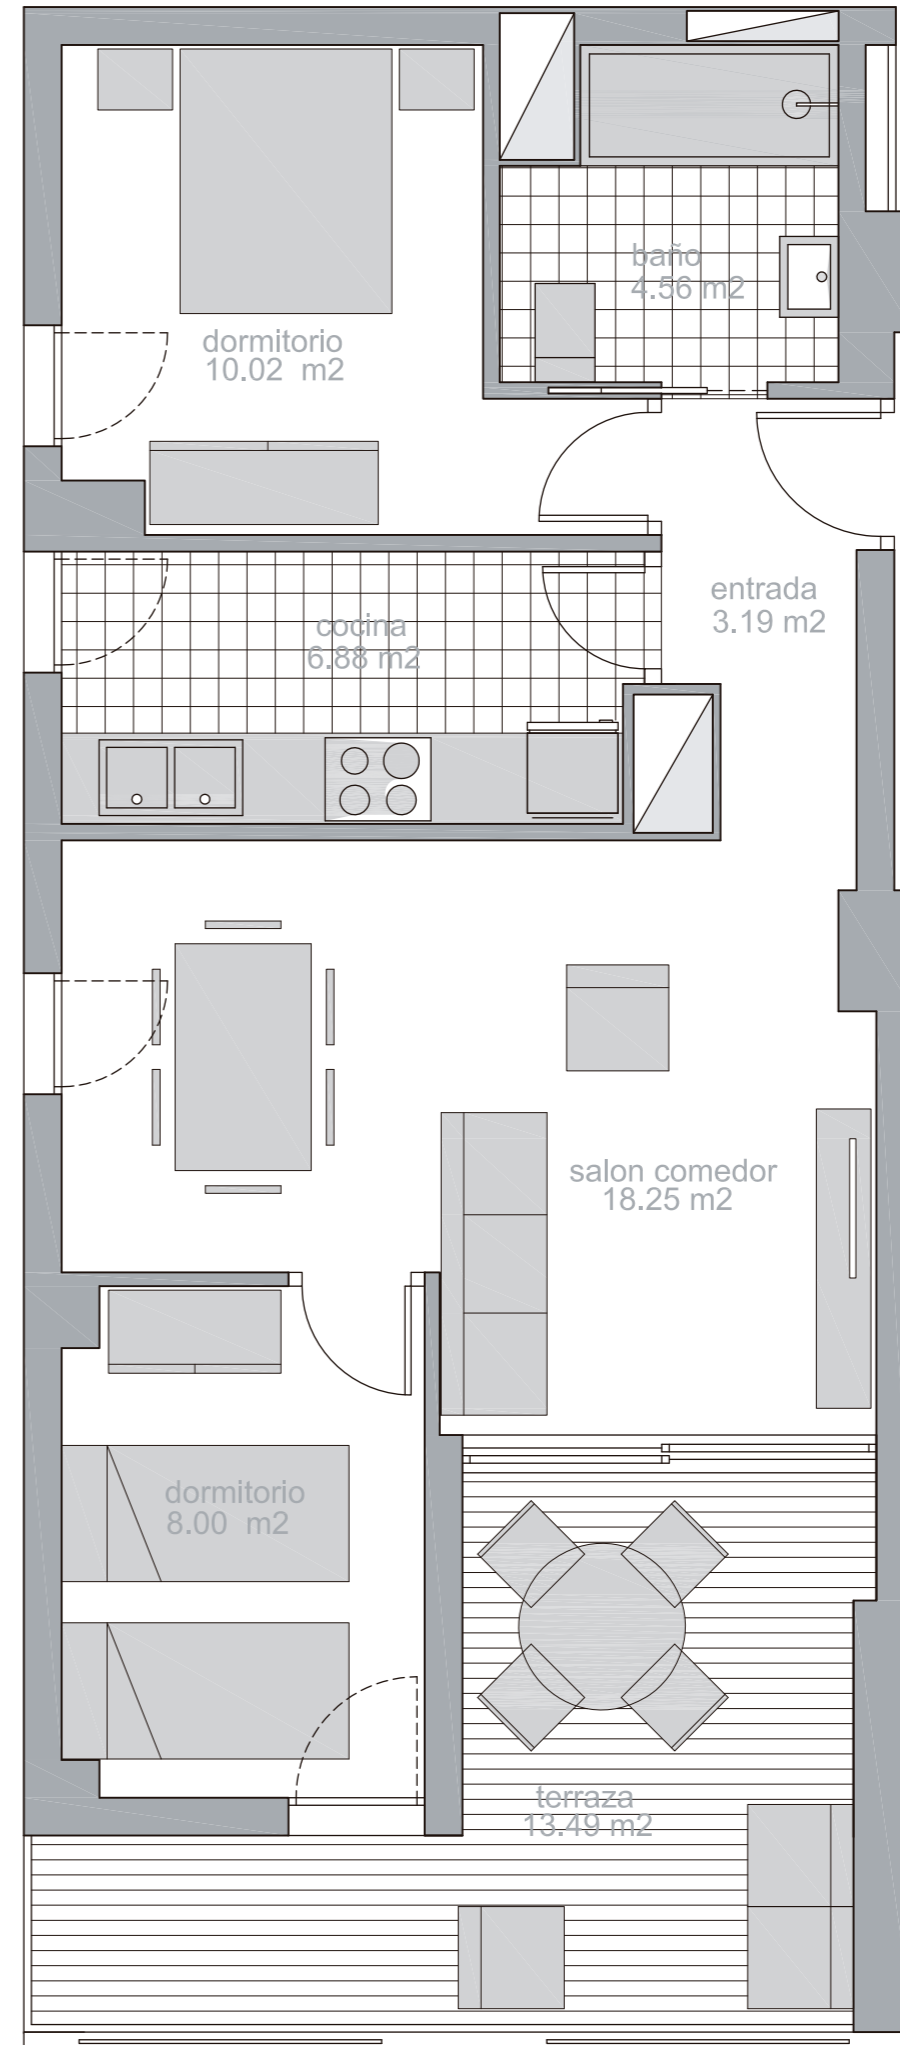 baño
4.56 m2
dormitorio
10.02 m2
entrada
3.19 m2
cocina
6.88 m2
salon comedor
18.25 m2
dormitorio
8.00 m2
terraza
13.49 m2